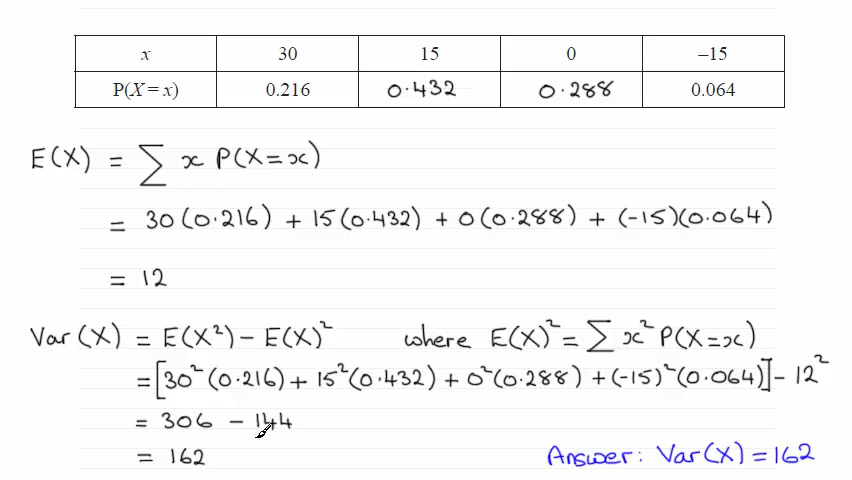 x 30 15 0 –15
P(X = x) 0.216 0.432 0.288 0.064
E(X) = ∑ x P(X=x)
= 30(0.216) + 15(0.432) + 0(0.288) + (-15)(0.064)
= 12
Var(X) = E(X²) - E(X)² where E(X)² = ∑ x² P(X=x)
= [30²(0.216) + 15²(0.432) + 0²(0.288) + (-15)²(0.064)] - 12²
= 306 - 144
= 162 Answer: Var(X) = 162